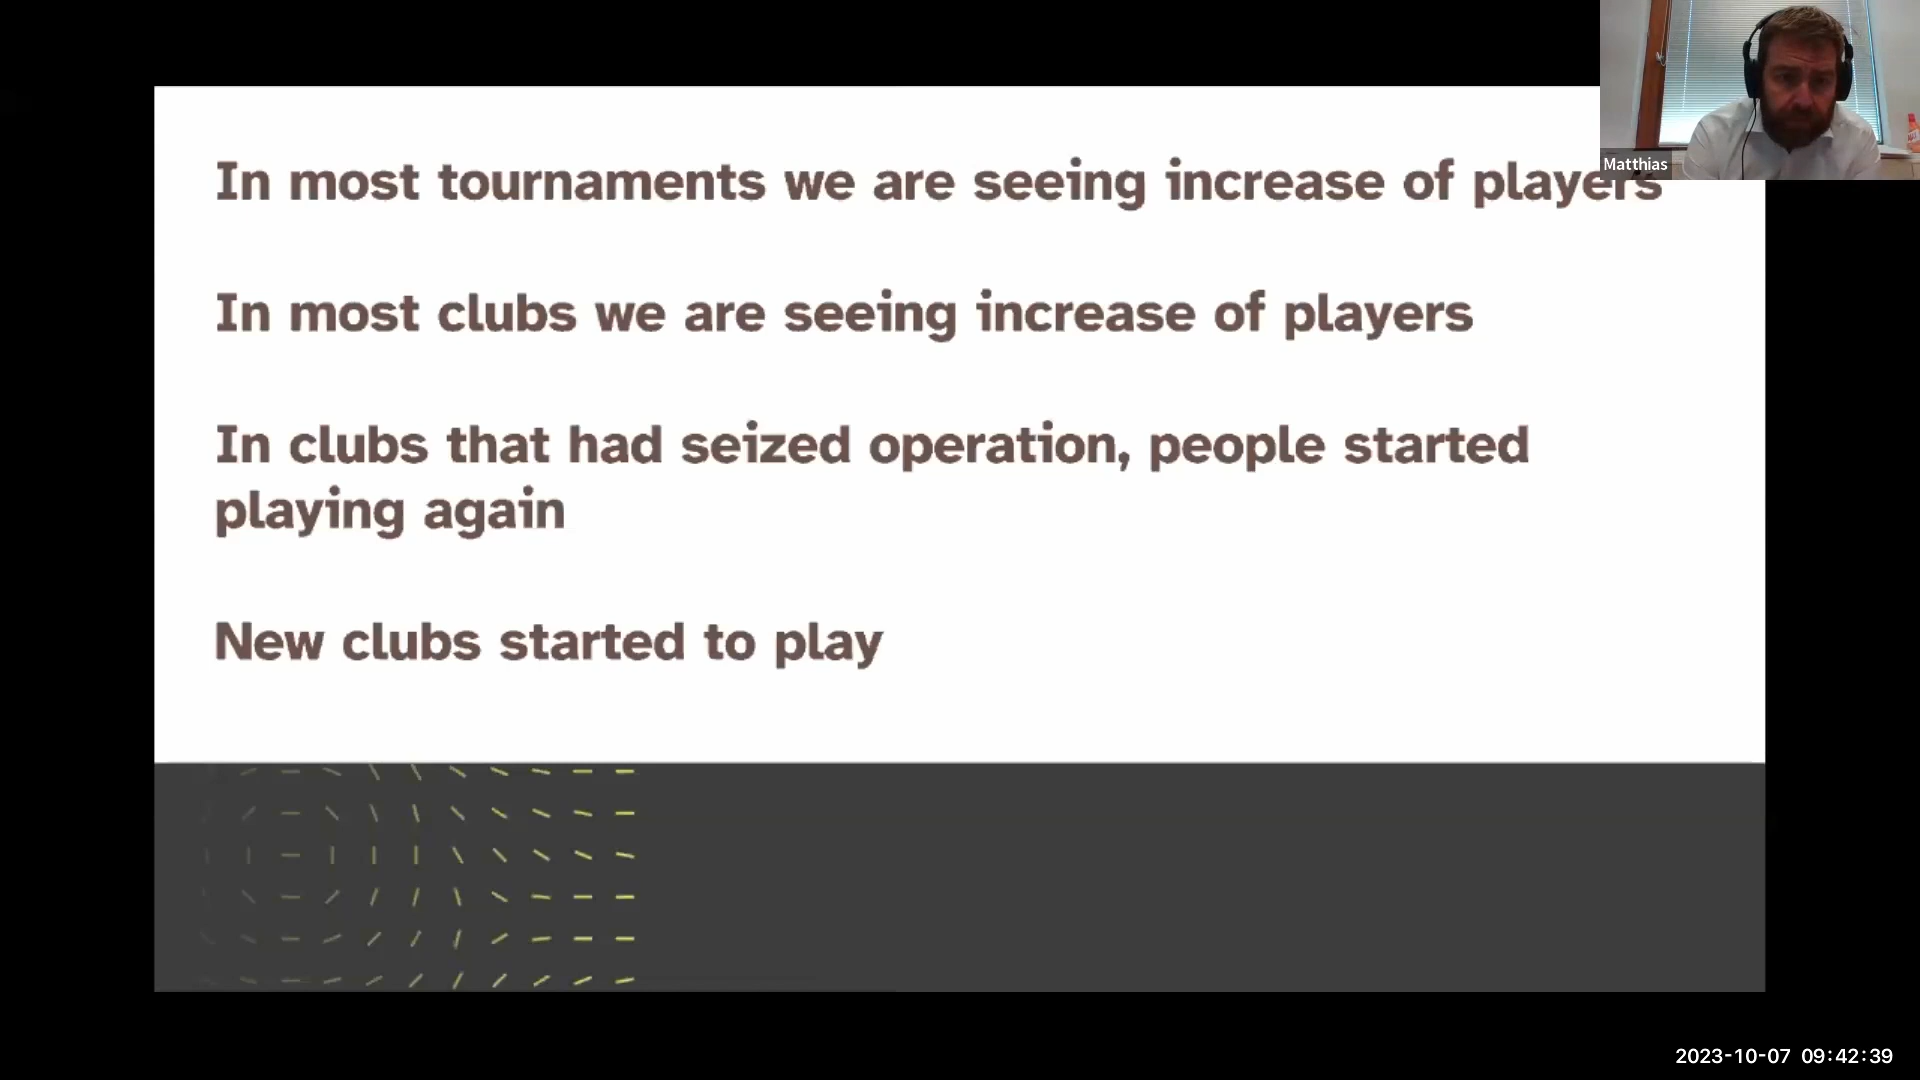 In most tournaments we are seeing increase of players
Matthias
In most clubs we are seeing increase of players
In clubs that had seized operation, people started
playing again
New clubs started to play
2023-10-07 09:42:39